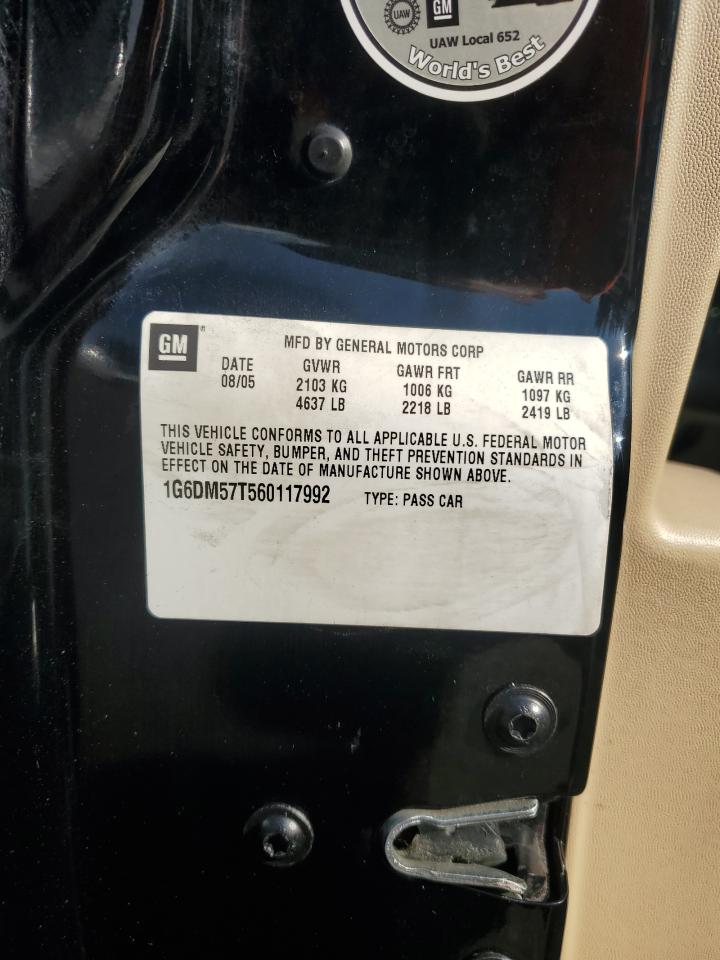 UAW
GM
UAW Local 652
World's Best
GM
MFD BY GENERAL MOTORS CORP
DATE GVWR GAWR FRT GAWR RR
08/05 2103 KG 1006 KG 1097 KG
4637 LB 2218 LB 2419 LB
THIS VEHICLE CONFORMS TO ALL APPLICABLE U.S. FEDERAL MOTOR
VEHICLE SAFETY, BUMPER, AND THEFT PREVENTION STANDARDS IN
EFFECT ON THE DATE OF MANUFACTURE SHOWN ABOVE.
1G6DM57T560117992 TYPE: PASS CAR